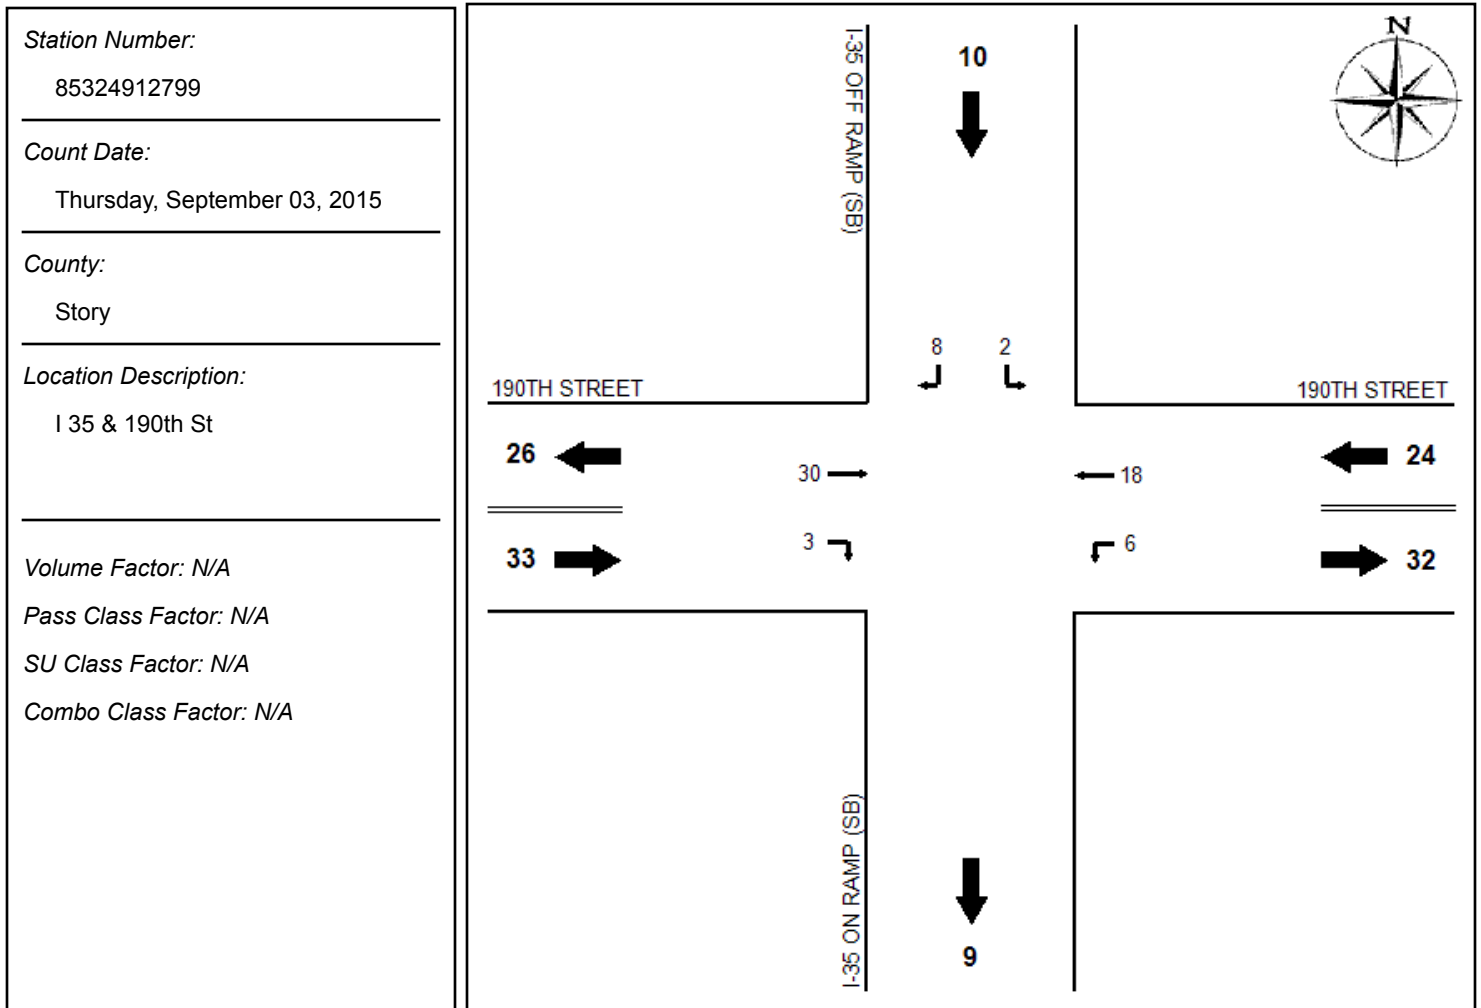 Station Number:
85324912799
Count Date:
Thursday, September 03, 2015
County:
Story
Location Description:
I 35 & 190th St
Volume Factor: N/A
Pass Class Factor: N/A
SU Class Factor: N/A
Combo Class Factor: N/A
N
I-35 OFF RAMP (SB)
10
8 2
190TH STREET
190TH STREET
26
24
30
18
3
6
33
32
I-35 ON RAMP (SB)
9